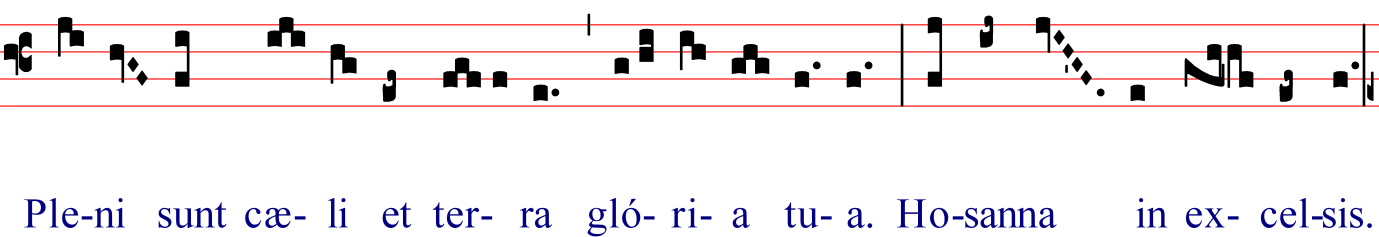 Ple-ni sunt cæ- li et ter- ra gló- ri- a tu- a. Ho-sanna in ex- cel-sis.